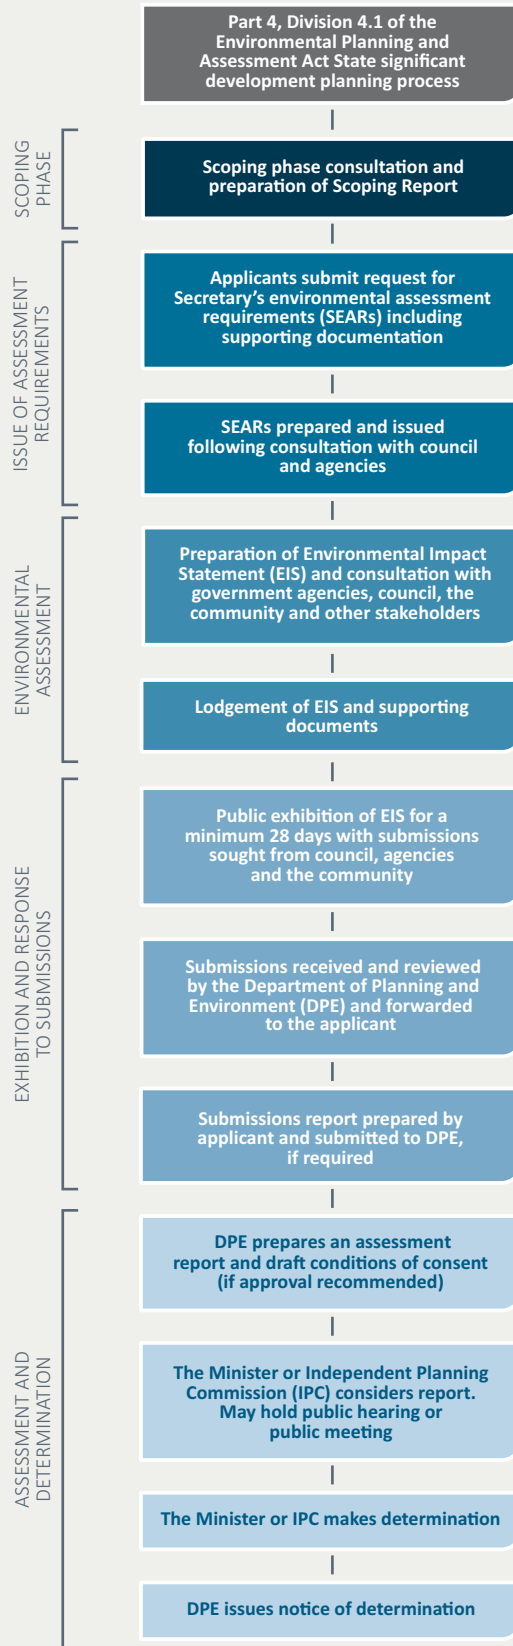 Part 4, Division 4.1 of the
Environmental Planning and
Assessment Act State significant
development planning process
SCOPING
PHASE
Scoping phase consultation and
preparation of Scoping Report
ISSUE OF ASSESSMENT
REQUIREMENTS
Applicants submit request for
Secretary’s environmental assessment
requirements (SEARs) including
supporting documentation
SEARs prepared and issued
following consultation with council
and agencies
ENVIRONMENTAL
ASSESSMENT
Preparation of Environmental Impact
Statement (EIS) and consultation with
government agencies, council, the
community and other stakeholders
Lodgement of EIS and supporting
documents
EXHIBITION AND RESPONSE
TO SUBMISSIONS
Public exhibition of EIS for a
minimum 28 days with submissions
sought from council, agencies
and the community
Submissions received and reviewed
by the Department of Planning and
Environment (DPE) and forwarded
to the applicant
Submissions report prepared by
applicant and submitted to DPE,
if required
ASSESSMENT AND
DETERMINATION
DPE prepares an assessment
report and draft conditions of consent
(if approval recommended)
The Minister or Independent Planning
Commission (IPC) considers report.
May hold public hearing or
public meeting
The Minister or IPC makes determination
DPE issues notice of determination